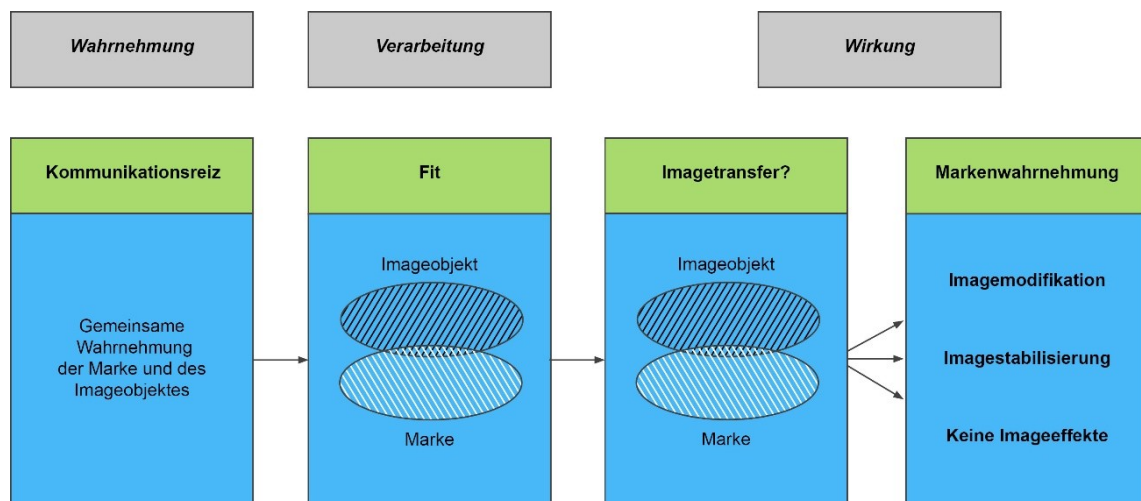 Wahrnehmung
Verarbeitung
Wirkung
Kommunikationsreiz
Fit
Imagetransfer?
Markenwahrnehmung
Gemeinsame
Wahrnehmung
der Marke und des
Imageobjektes
Imageobjekt
Marke
Imageobjekt
Marke
Imagemodifikation
Imagestabilisierung
Keine Imageeffekte